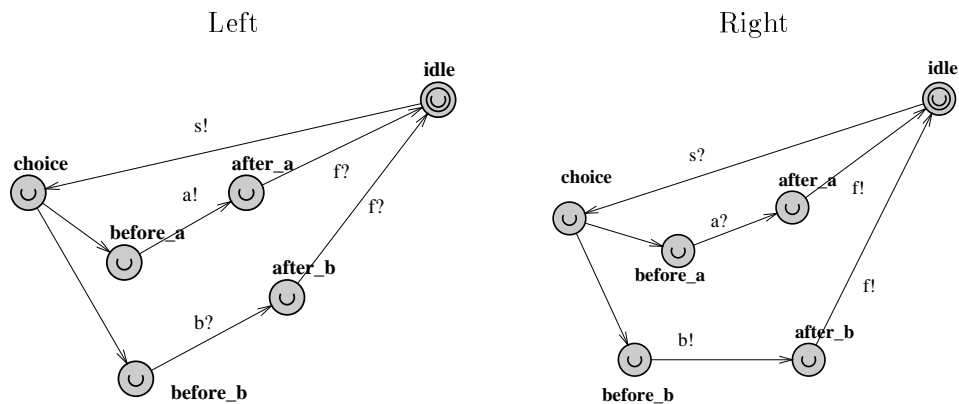 Left
idle
s!
choice
after_a
f?
a!
f?
before_a
after_b
b?
before_b
Right
idle
s?
choice
after_a
f!
a?
before_a
f!
after_b
b!
before_b